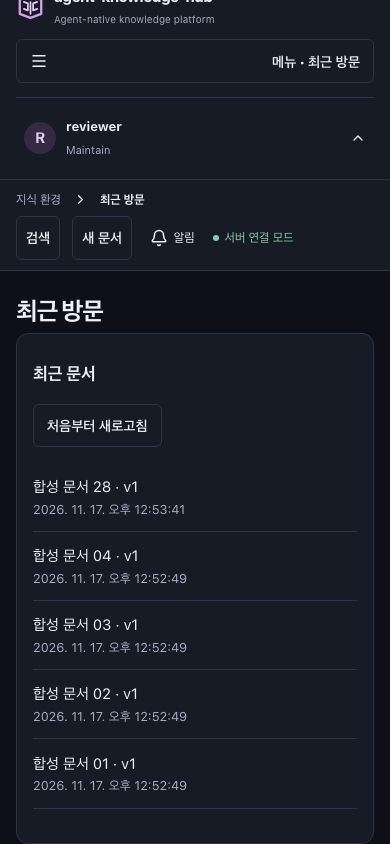 agent-knowledge-hub
Agent-native knowledge platform
메뉴 · 최근 방문
R
reviewer
Maintain
지식 환경 > 최근 방문
검색
새 문서
알림
서버 연결 모드
최근 방문
최근 문서
처음부터 새로고침
합성 문서 28 · v1
2026. 11. 17. 오후 12:53:41
합성 문서 04 · v1
2026. 11. 17. 오후 12:52:49
합성 문서 03 · v1
2026. 11. 17. 오후 12:52:49
합성 문서 02 · v1
2026. 11. 17. 오후 12:52:49
합성 문서 01 · v1
2026. 11. 17. 오후 12:52:49